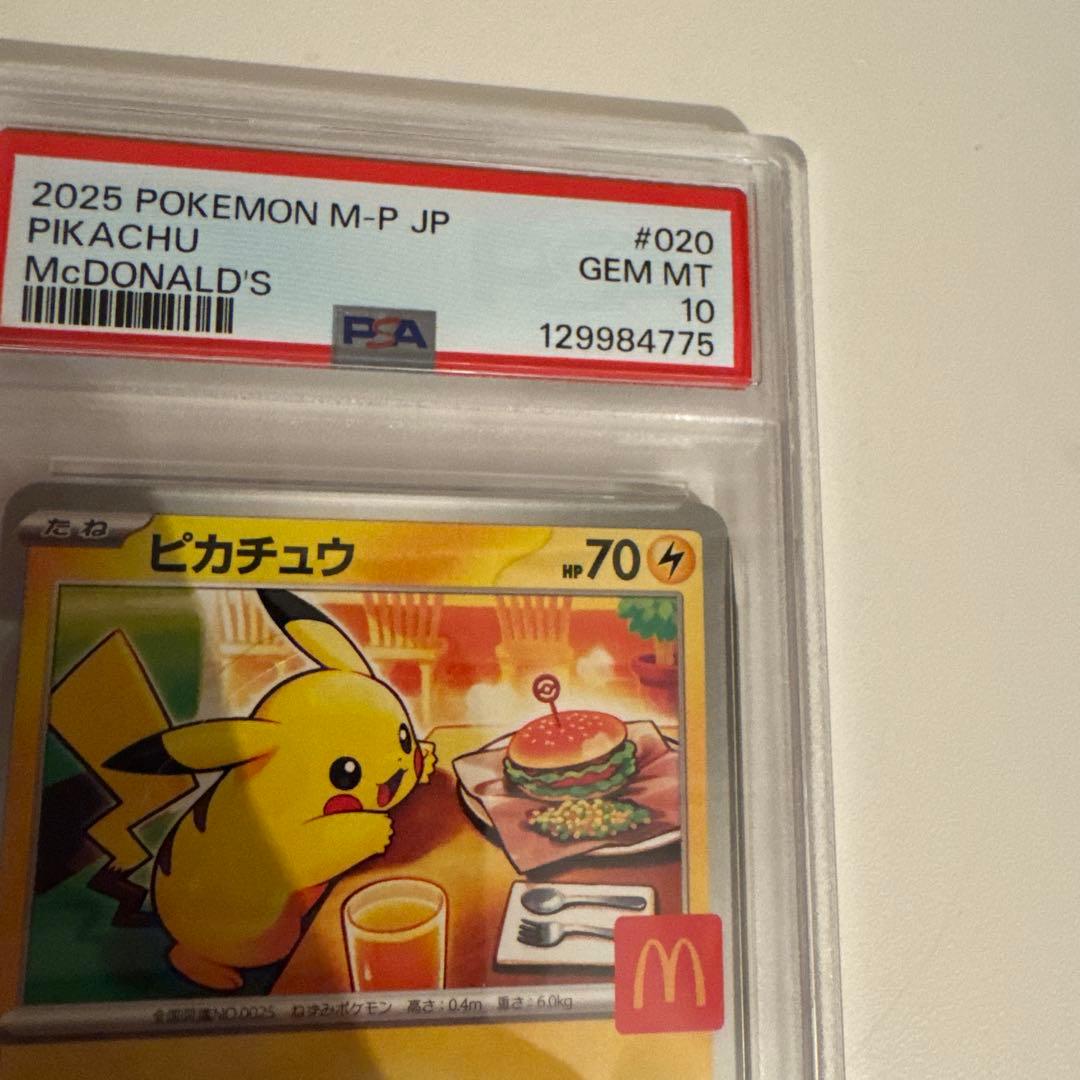 2025 POKEMON M-P JP
#020
PIKACHU
GEM MT
McDONALD'S
10
PSA
129984775
たね
ピカチュウ
HP70
全国図鑑NO.0025 ねずみポケモン 高さ:0.4m 重さ:6.0kg
M